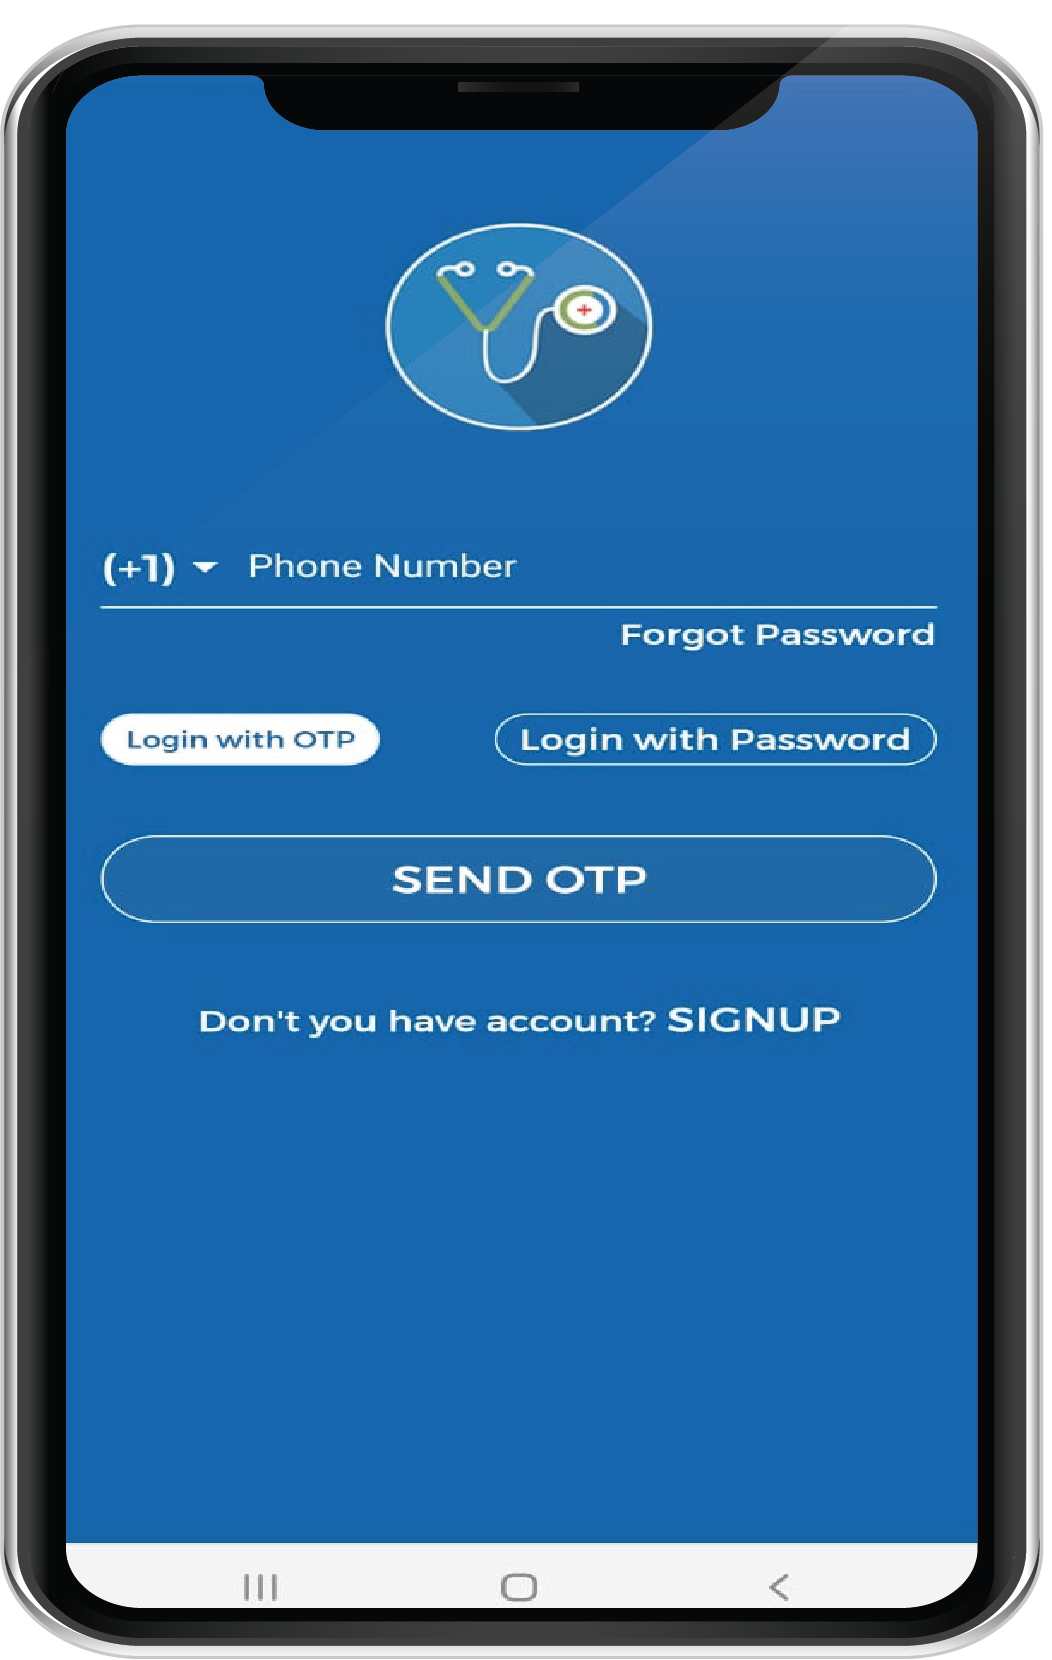 (+1) Phone Number
Forgot Password
Login with OTP Login with Password
SEND OTP
Don't you have account? SIGNUP